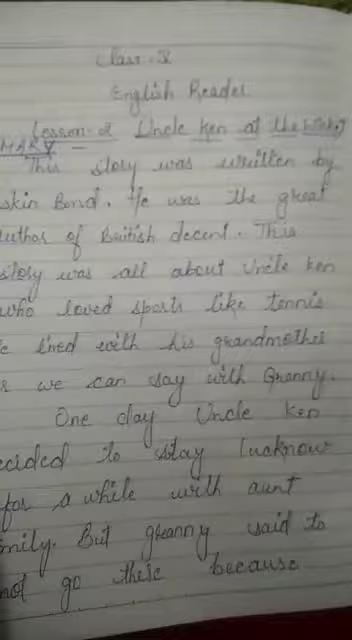 Class - V
English Reader
Lesson - 2 Uncle Ken at the
MARY
This story was written by
skin Bond. He was the great
uthor of British decent. This
story was all about Uncle Ken
who loved sports like tennis
e lived with his grandmother
r we can say with Granny.
One day Uncle Ken
ecided to stay lucknow
for a while with aunt
mily. But granny said to
not go there because